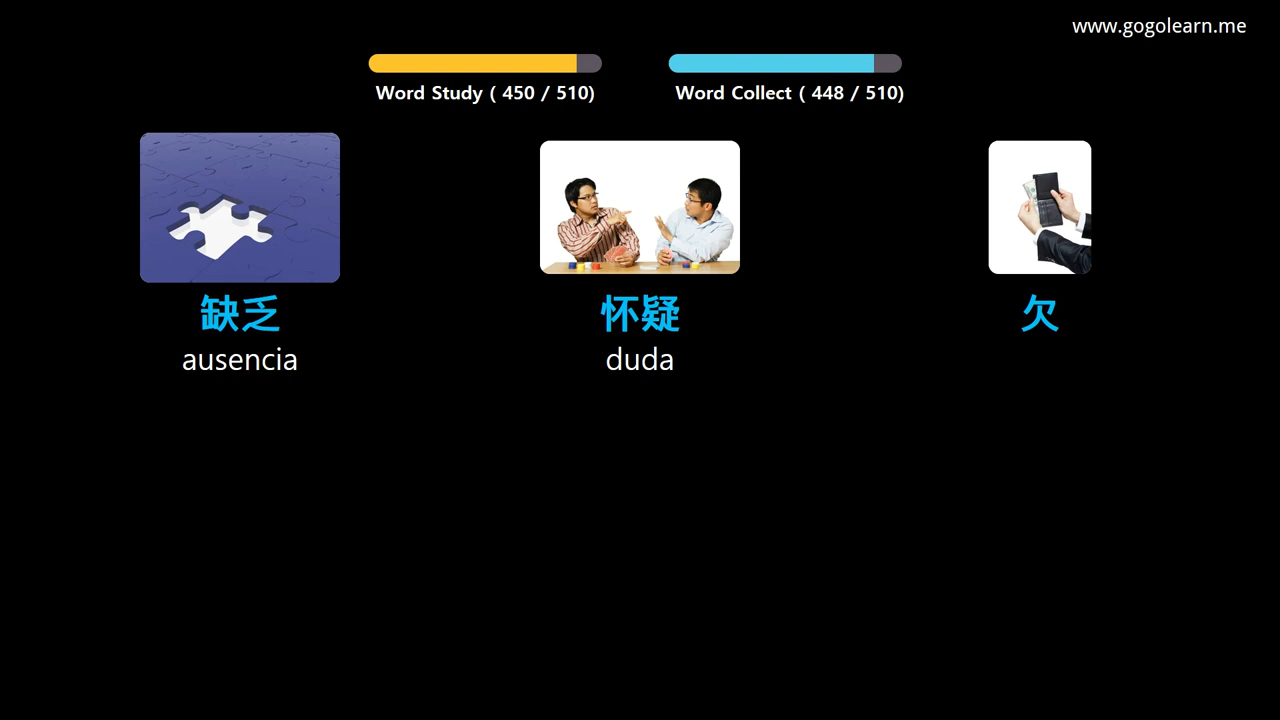 www.gogolearn.me
Word Study ( 450 / 510)
Word Collect ( 448 / 510)
缺乏
怀疑
欠
ausencia
duda